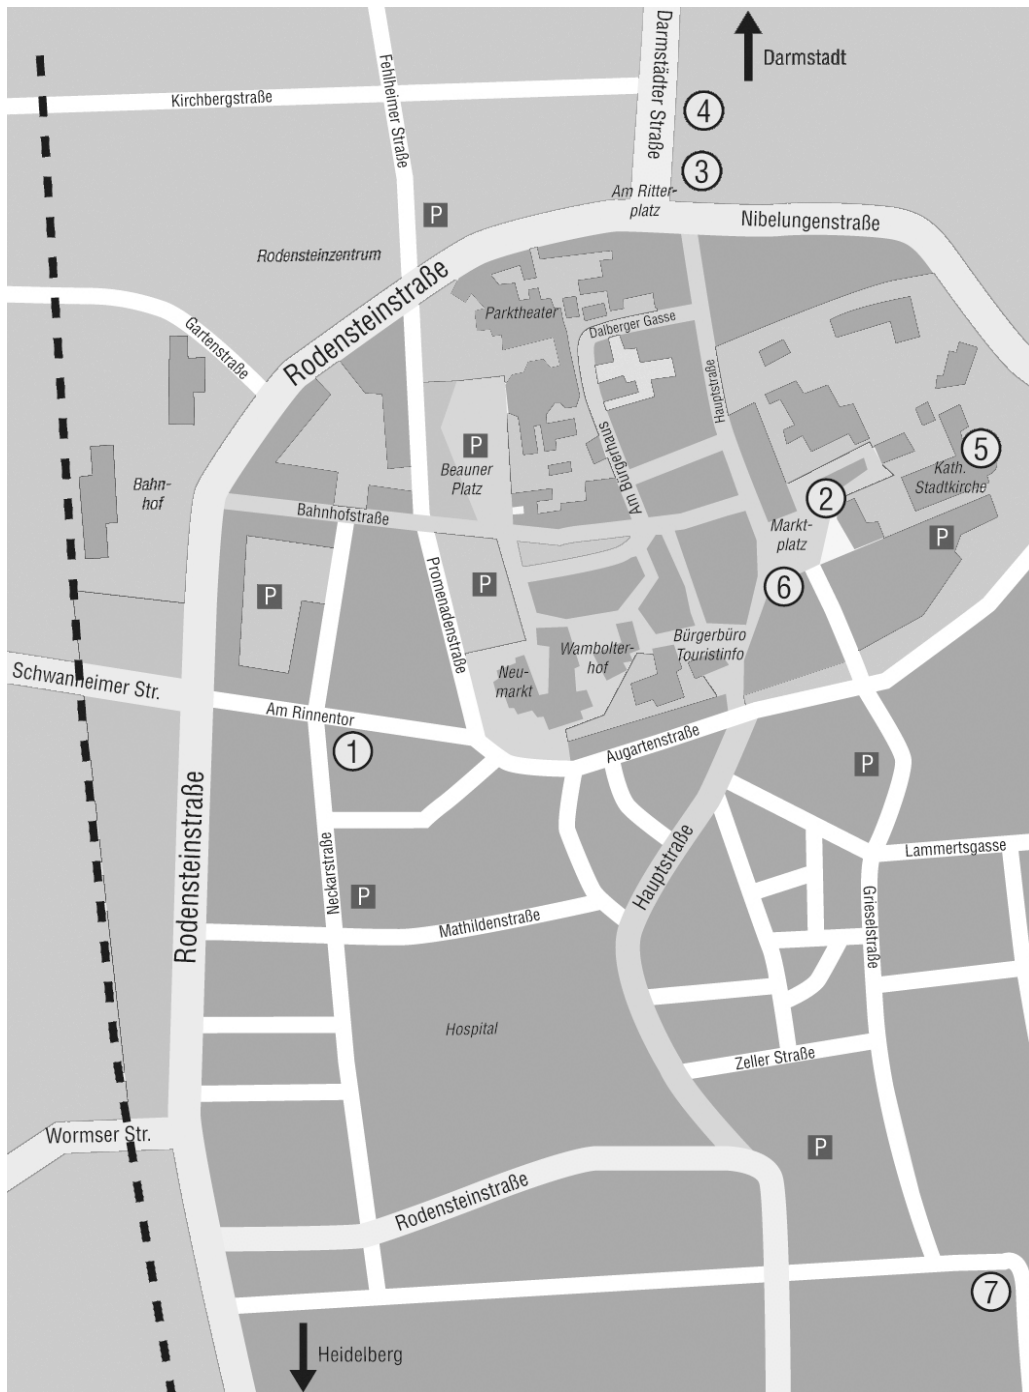 Darmstadt
Darmstädter Straße
Fehlheimer Straße
Kirchbergstraße
4
3
Am Ritter-
platz
P
Nibelungenstraße
Rodensteinzentrum
Rodensteinstraße
Parktheater
Dalberger Gasse
Gartenstraße
Hauptstraße
P
Beauner
Platz
Am Bürgerhaus
5
Kath.
Stadtkirche
Bahn-
hof
2
Bahnhofstraße
Markt-
platz
P
P
P
6
Promenadenstraße
Bürgerbüro
Touristinfo
Wambolter-
hof
Neu-
markt
Schwanheimer Str.
Am Rinnentor
1
Augartenstraße
P
Rodensteinstraße
Neckarstraße
Hauptstraße
Lammertsgasse
P
Mathildenstraße
Grieselstraße
Hospital
Zeller Straße
Wormser Str.
P
Rodensteinstraße
7
Heidelberg